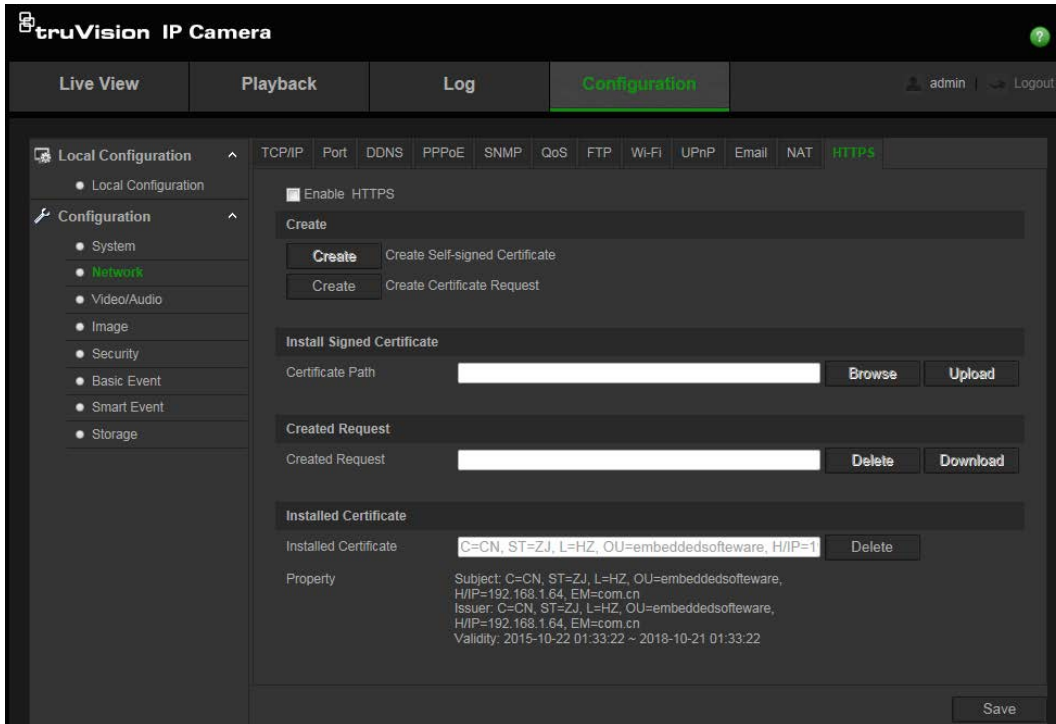 truVision IP Camera
?
Live View Playback Log Configuration admin | Logout
Local Configuration
Local Configuration
Configuration
System
Network
Video/Audio
Image
Security
Basic Event
Smart Event
Storage
TCP/IP Port DDNS PPPoE SNMP QoS FTP Wi-Fi UPnP Email NAT HTTPS
Enable HTTPS
Create
Create Create Self-signed Certificate
Create Create Certificate Request
Install Signed Certificate
Certificate Path Browse Upload
Created Request
Created Request Delete Download
Installed Certificate
Installed Certificate C=CN, ST=ZJ, L=HZ, OU=embeddedsofteware, H/IP=1 Delete
Property Subject: C=CN, ST=ZJ, L=HZ, OU=embeddedsofteware,
H/IP=192.168.1.64, EM=com.cn
Issuer: C=CN, ST=ZJ, L=HZ, OU=embeddedsofteware,
H/IP=192.168.1.64, EM=com.cn
Validity: 2015-10-22 01:33:22 ~ 2018-10-21 01:33:22
Save